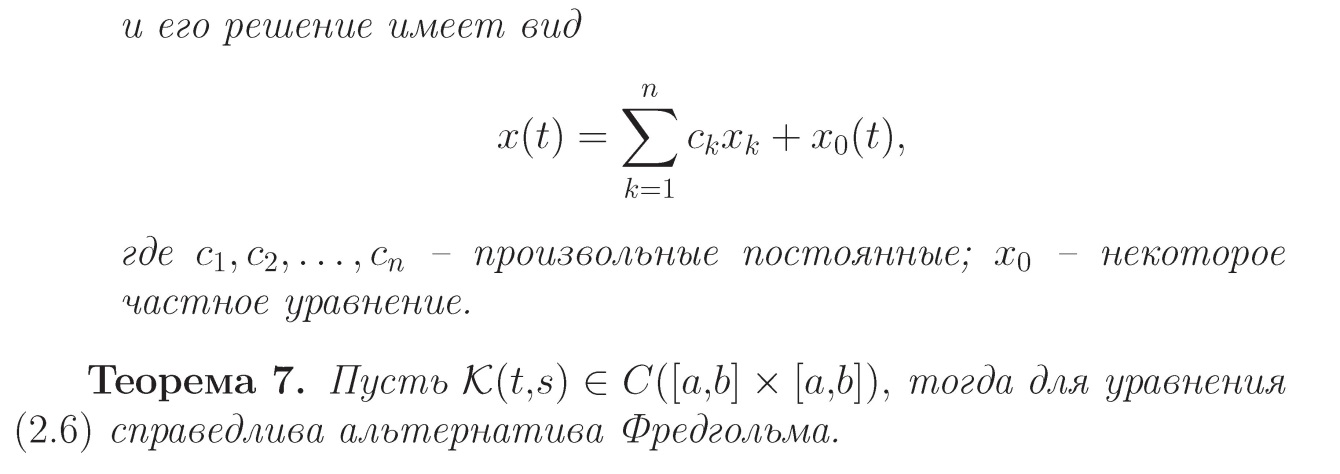 и его решение имеет вид
x(t) = \sum_{k=1}^{n} c_k x_k + x_0(t),
где c_1, c_2, . . . , c_n – произвольные постоянные; x_0 – некоторое
частное уравнение.
Теорема 7. Пусть K(t,s) ∈ C([a,b] × [a,b]), тогда для уравнения
(2.6) справедлива альтернатива Фредгольма.